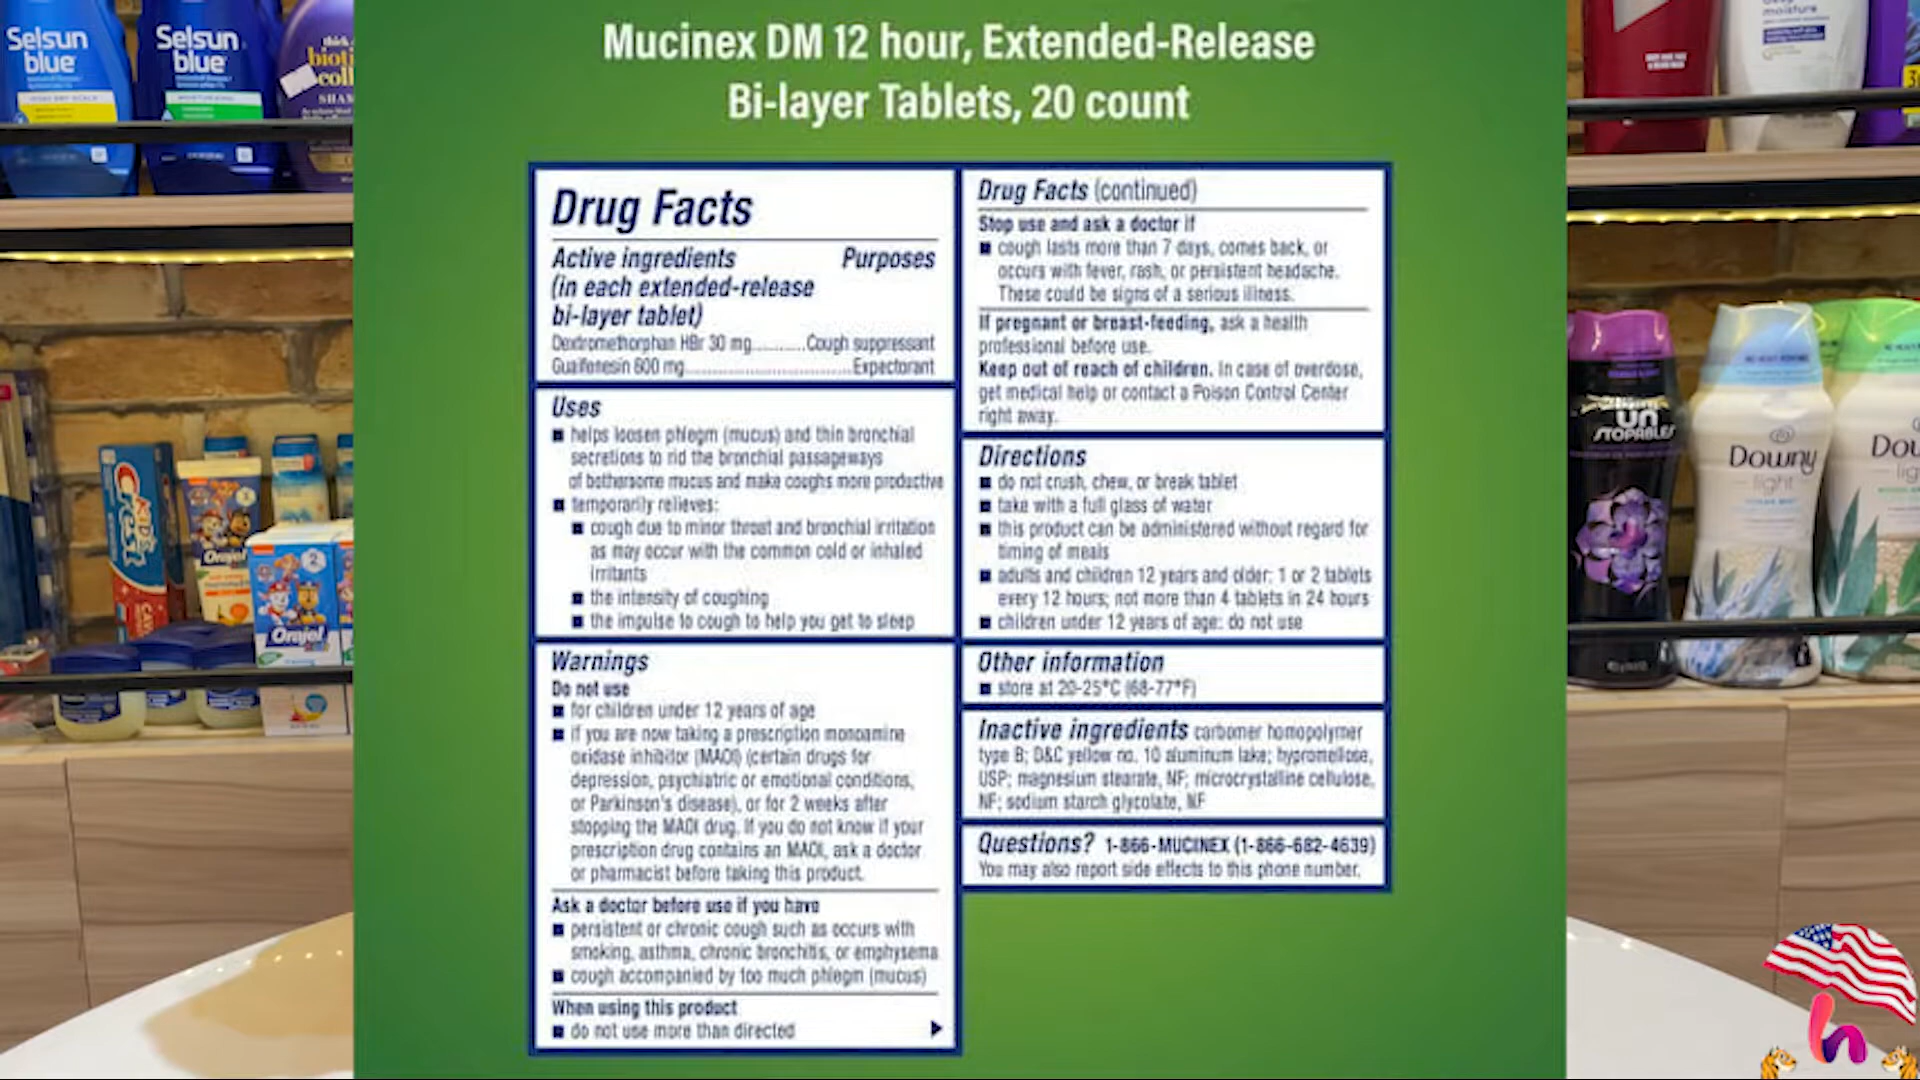 Selsun
blue
Selsun
blue
thick
bioti
coll
SHAM
moisture
Mucinex DM 12 hour, Extended-Release
Bi-layer Tablets, 20 count
Drug Facts
Active ingredients Purposes
(in each extended-release
bi-layer tablet)
Dextromethorphan HBr 30 mg............Cough suppressant
Guaifenesin 600 mg....................................Expectorant
Uses
■ helps loosen phlegm (mucus) and thin bronchial
secretions to rid the bronchial passageways
of bothersome mucus and make coughs more productive
■ temporarily relieves:
■ cough due to minor throat and bronchial irritation
as may occur with the common cold or inhaled
irritants
■ the intensity of coughing
■ the impulse to cough to help you get to sleep
Warnings
Do not use
■ for children under 12 years of age
■ if you are now taking a prescription monoamine
oxidase inhibitor (MAOI) (certain drugs for
depression, psychiatric or emotional conditions,
or Parkinson's disease), or for 2 weeks after
stopping the MAOI drug. If you do not know if your
prescription drug contains an MAOI, ask a doctor
or pharmacist before taking this product.
Ask a doctor before use if you have
■ persistent or chronic cough such as occurs with
smoking, asthma, chronic bronchitis, or emphysema
■ cough accompanied by too much phlegm (mucus)
When using this product
■ do not use more than directed
Drug Facts (continued)
Stop use and ask a doctor if
■ cough lasts more than 7 days, comes back, or
occurs with fever, rash, or persistent headache.
These could be signs of a serious illness.
If pregnant or breast-feeding, ask a health
professional before use.
Keep out of reach of children. In case of overdose,
get medical help or contact a Poison Control Center
right away.
Directions
■ do not crush, chew, or break tablet
■ take with a full glass of water
■ this product can be administered without regard for
timing of meals
■ adults and children 12 years and older: 1 or 2 tablets
every 12 hours; not more than 4 tablets in 24 hours
■ children under 12 years of age: do not use
Other information
■ store at 20-25°C (68-77°F)
Inactive ingredients carbomer homopolymer
type B; D&C yellow no. 10 aluminum lake; hypromellose,
USP; magnesium stearate, NF; microcrystalline cellulose,
NF; sodium starch glycolate, NF
Questions? 1-866-MUCINEX (1-866-682-4639)
You may also report side effects to this phone number.
Kid's
Crest
CAV
Orajel
2
Orajel
UN
STOPABLES
Downy
light
Dow
lig
h